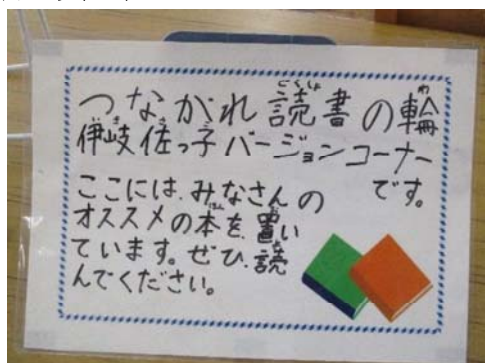 つながれ読書の輪
伊岐佐っ子バージョンコーナー
です。
ここには、みなさんの
オススメの本を、置い
ています。ぜひ、読
んでください。